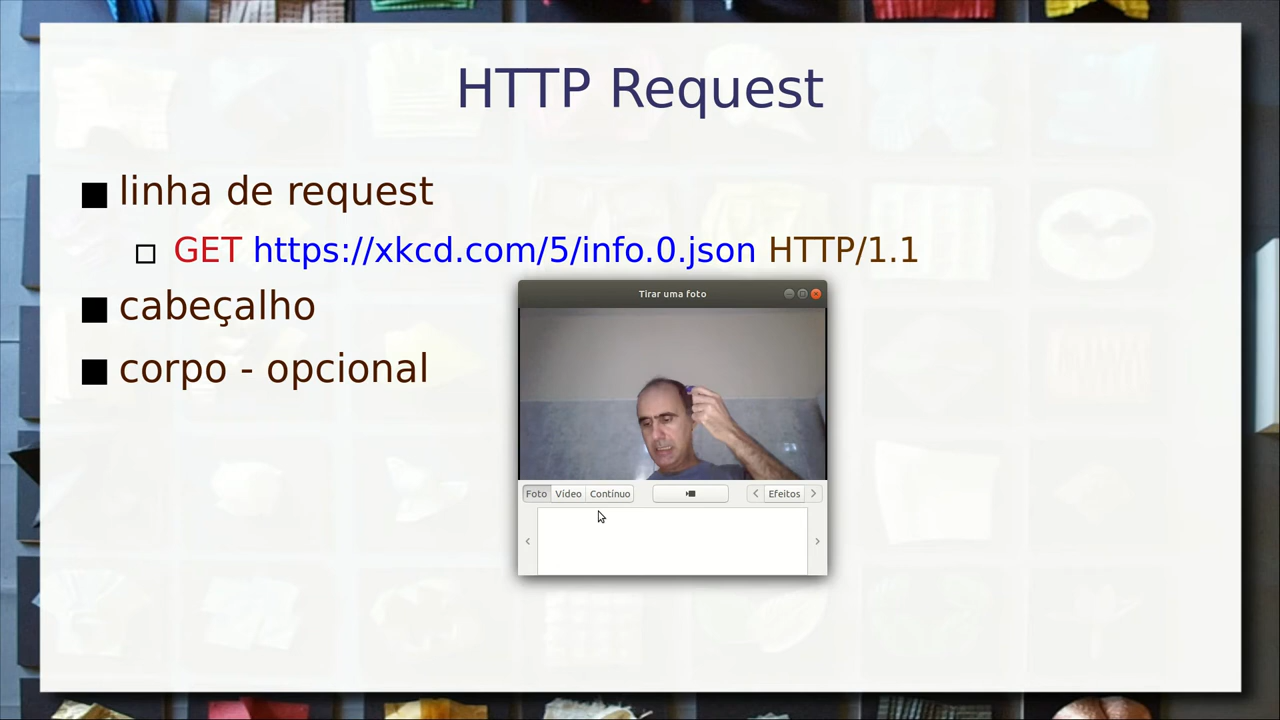 HTTP Request
linha de request
GET https://xkcd.com/5/info.0.json HTTP/1.1
cabeçalho
corpo - opcional
Tirar uma foto
Foto Vídeo Contínuo Efeitos